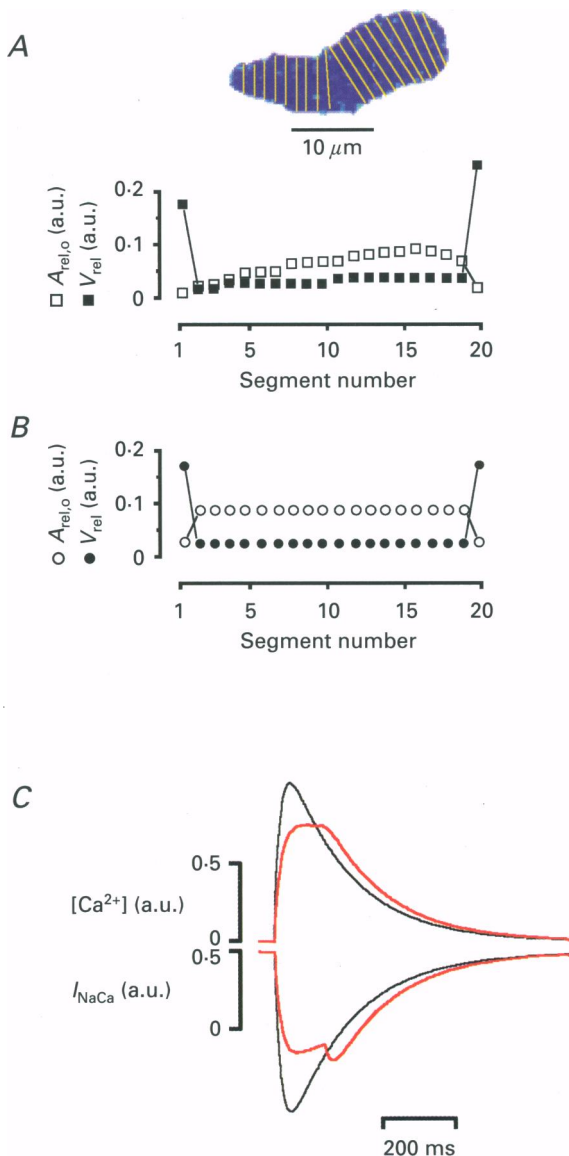 A
10 μm
□ A_rel,o (a.u.)
■ V_rel (a.u.)
0·2
0·1
0
1 5 10 15 20
Segment number
B
○ A_rel,o (a.u.)
● V_rel (a.u.)
0·2
0·1
0
1 5 10 15 20
Segment number
C
0·5
[Ca²⁺] (a.u.)
0
0·5
I_NaCa (a.u.)
0
200 ms